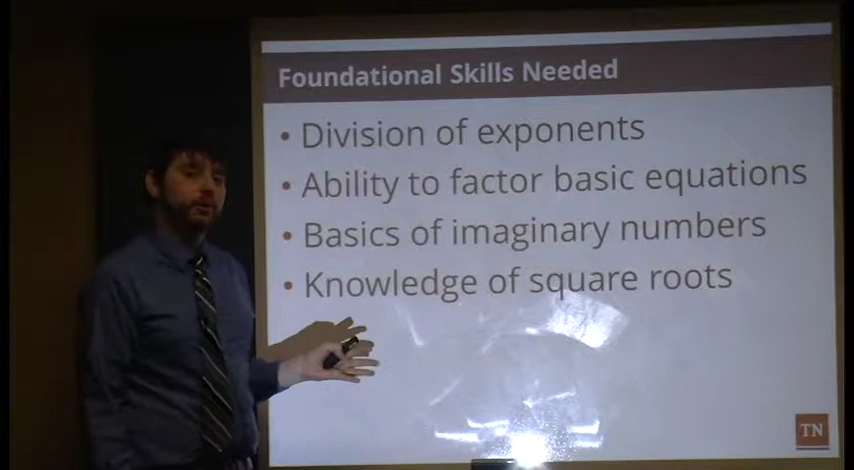 Foundational Skills Needed
• Division of exponents
• Ability to factor basic equations
• Basics of imaginary numbers
• Knowledge of square roots
TN